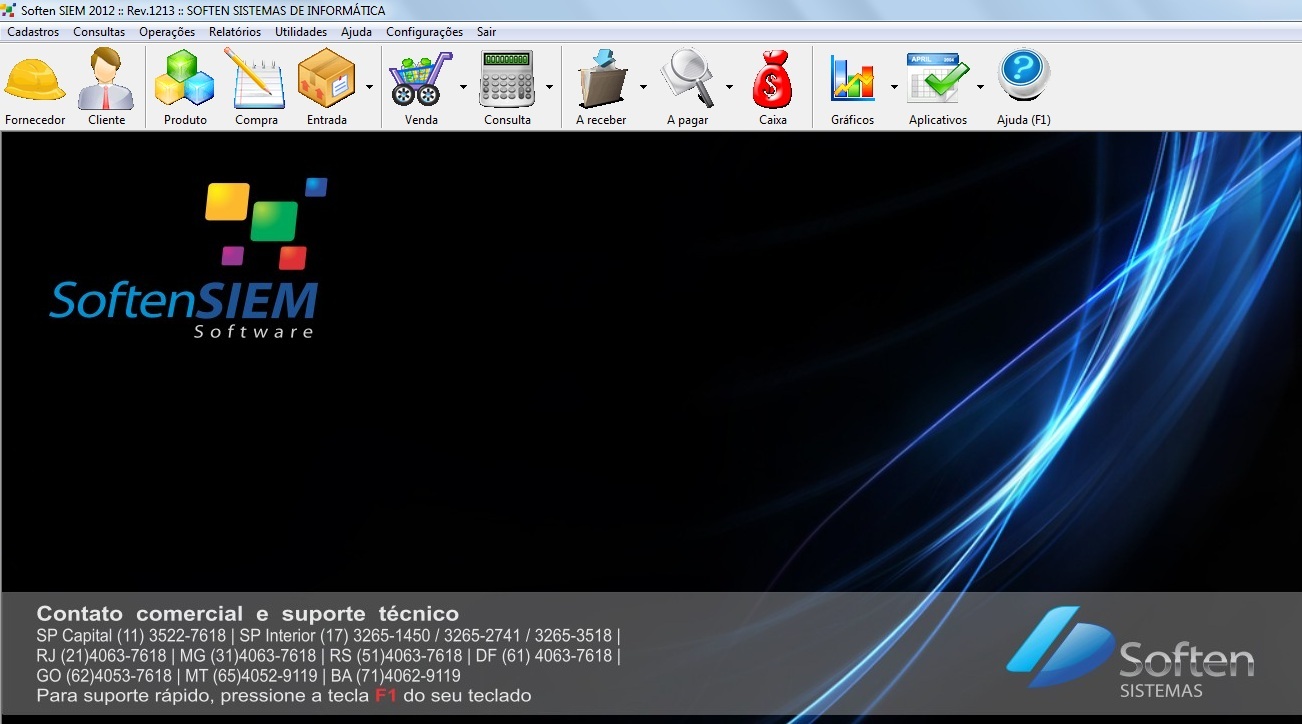 Soften SIEM 2012 :: Rev.1213 :: SOFTEN SISTEMAS DE INFORMÁTICA
Cadastros Consultas Operações Relatórios Utilidades Ajuda Configurações Sair
Fornecedor Cliente Produto Compra Entrada Venda Consulta A receber A pagar Caixa Gráficos Aplicativos Ajuda (F1)
SoftenSIEM
Software
Contato comercial e suporte técnico
SP Capital (11) 3522-7618 | SP Interior (17) 3265-1450 / 3265-2741 / 3265-3518 |
RJ (21)4063-7618 | MG (31)4063-7618 | RS (51)4063-7618 | DF (61) 4063-7618 |
GO (62)4053-7618 | MT (65)4052-9119 | BA (71)4062-9119
Para suporte rápido, pressione a tecla F1 do seu teclado
Soften
SISTEMAS